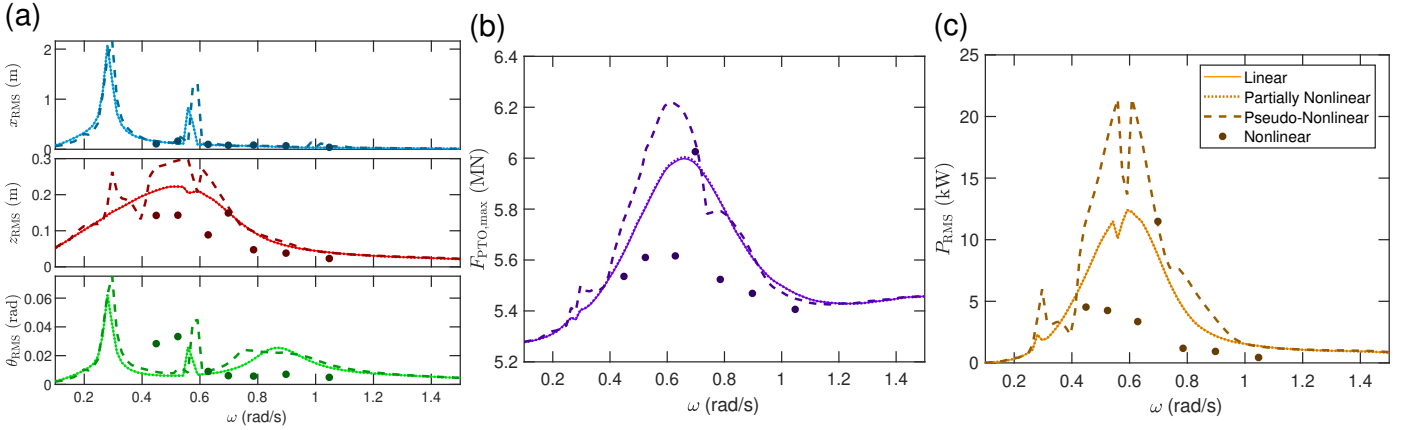 (a)
x_RMS (m)
2
1
0
z_RMS (m)
0.3
0.2
0.1
0
θ_RMS (rad)
0.06
0.04
0.02
0
0.2 0.4 0.6 0.8 1 1.2 1.4
ω (rad/s)
(b)
F_PTO,max (MN)
6.4
6.2
6.0
5.8
5.6
5.4
5.2
0.2 0.4 0.6 0.8 1 1.2 1.4
ω (rad/s)
(c)
P_RMS (kW)
25
20
15
10
5
0
0.2 0.4 0.6 0.8 1 1.2 1.4
ω (rad/s)
Linear
Partially Nonlinear
Pseudo-Nonlinear
Nonlinear